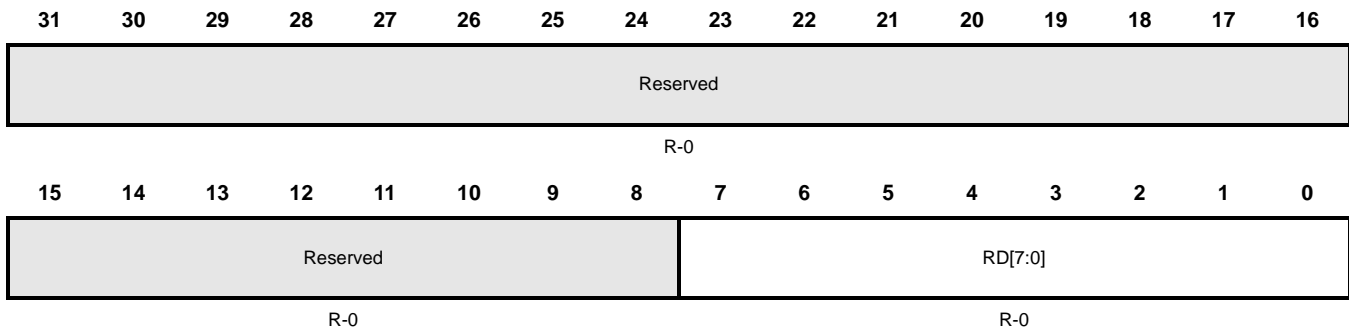 31 30 29 28 27 26 25 24 23 22 21 20 19 18 17 16
Reserved
R-0
15 14 13 12 11 10 9 8 7 6 5 4 3 2 1 0
Reserved RD[7:0]
R-0 R-0